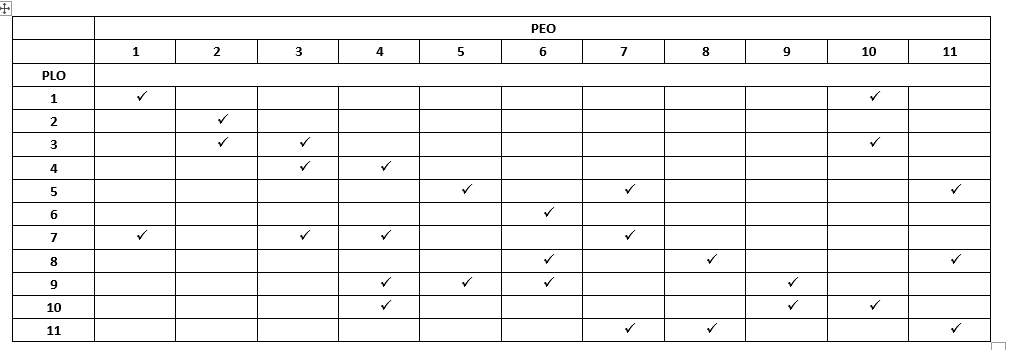 PEO
1 2 3 4 5 6 7 8 9 10 11
PLO
1 ✓ ✓
2 ✓
3 ✓ ✓ ✓
4 ✓ ✓
5 ✓ ✓ ✓
6 ✓
7 ✓ ✓ ✓ ✓
8 ✓ ✓ ✓
9 ✓ ✓ ✓ ✓
10 ✓ ✓ ✓
11 ✓ ✓ ✓